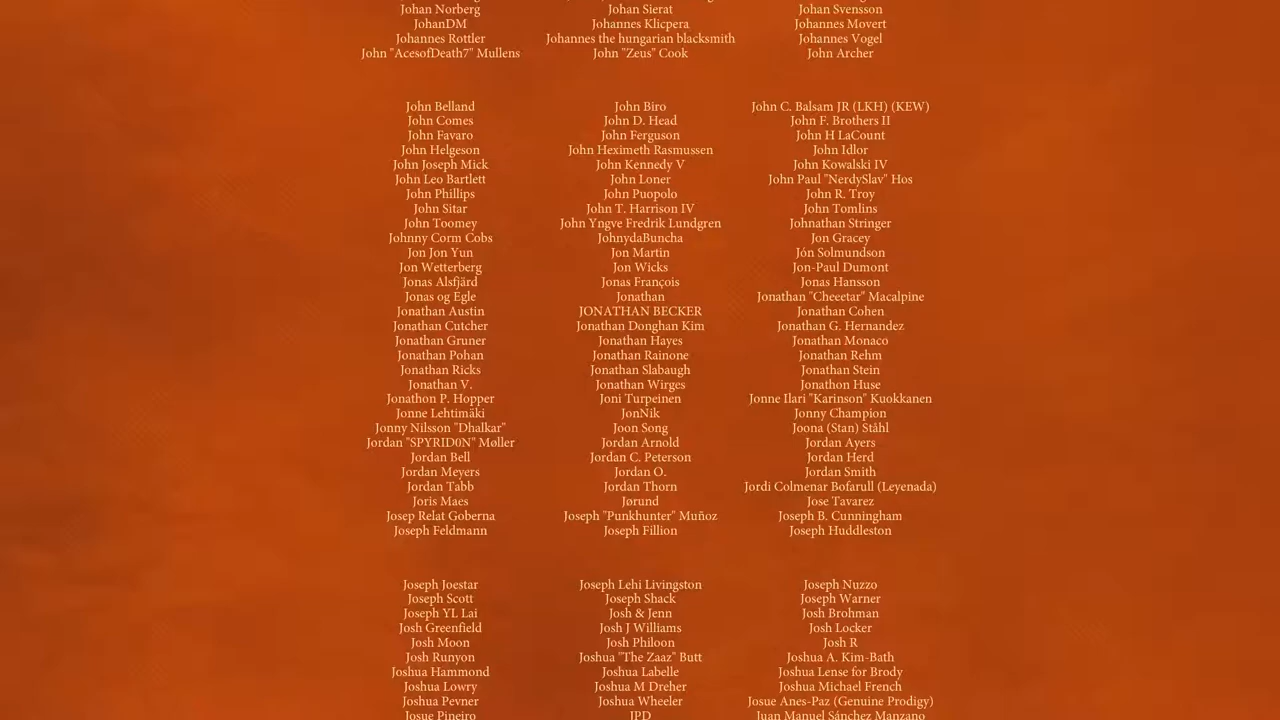 Johan Norberg Johan Sierat Johan Svensson
JohanDM Johannes Klicpera Johannes Movert
Johannes Rottler Johannes the hungarian blacksmith Johannes Vogel
John "AcesofDeath7" Mullens John "Zeus" Cook John Archer
John Belland John Biro John C. Balsam JR (LKH) (KEW)
John Comes John D. Head John F. Brothers II
John Favaro John Ferguson John H LaCount
John Helgeson John Heximeth Rasmussen John Idlor
John Joseph Mick John Kennedy V John Kowalski IV
John Leo Bartlett John Loner John Paul "NerdySlav" Hos
John Phillips John Puopolo John R. Troy
John Sitar John T. Harrison IV John Tomlins
John Toomey John Yngve Fredrik Lundgren Johnathan Stringer
Johnny Corm Cobs JohnydaBuncha Jon Gracey
Jon Jon Yun Jon Martin Jón Solmundson
Jon Wetterberg Jon Wicks Jon-Paul Dumont
Jonas Alsfjärd Jonas François Jonas Hansson
Jonas og Egle Jonathan Jonathan "Cheeetar" Macalpine
Jonathan Austin JONATHAN BECKER Jonathan Cohen
Jonathan Cutcher Jonathan Donghan Kim Jonathan G. Hernandez
Jonathan Gruner Jonathan Hayes Jonathan Monaco
Jonathan Pohan Jonathan Rainone Jonathan Rehm
Jonathan Ricks Jonathan Slabaugh Jonathan Stein
Jonathan V. Jonathan Wirges Jonathon Huse
Jonathon P. Hopper Joni Turpeinen Jonne Ilari "Karinson" Kuokkanen
Jonne Lehtimäki JonNik Jonny Champion
Jonny Nilsson "Dhalkar" Joon Song Joona (Stan) Ståhl
Jordan "SPYRID0N" Møller Jordan Arnold Jordan Ayers
Jordan Bell Jordan C. Peterson Jordan Herd
Jordan Meyers Jordan O. Jordan Smith
Jordan Tabb Jordan Thorn Jordi Colmenar Bofarull (Leyenada)
Joris Maes Jørund Jose Tavarez
Josep Relat Goberna Joseph "Punkhunter" Muñoz Joseph B. Cunningham
Joseph Feldmann Joseph Fillion Joseph Huddleston
Joseph Joestar Joseph Lehi Livingston Joseph Nuzzo
Joseph Scott Joseph Shack Joseph Warner
Joseph YL Lai Josh & Jenn Josh Brohman
Josh Greenfield Josh J Williams Josh Locker
Josh Moon Josh Philoon Josh R
Josh Runyon Joshua "The Zaaz" Butt Joshua A. Kim-Bath
Joshua Hammond Joshua Labelle Joshua Lense for Brody
Joshua Lowry Joshua M Dreher Joshua Michael French
Joshua Pevner Joshua Wheeler Josue Anes-Paz (Genuine Prodigy)
Josue Pineiro JPD Juan Manuel Sánchez Manzano